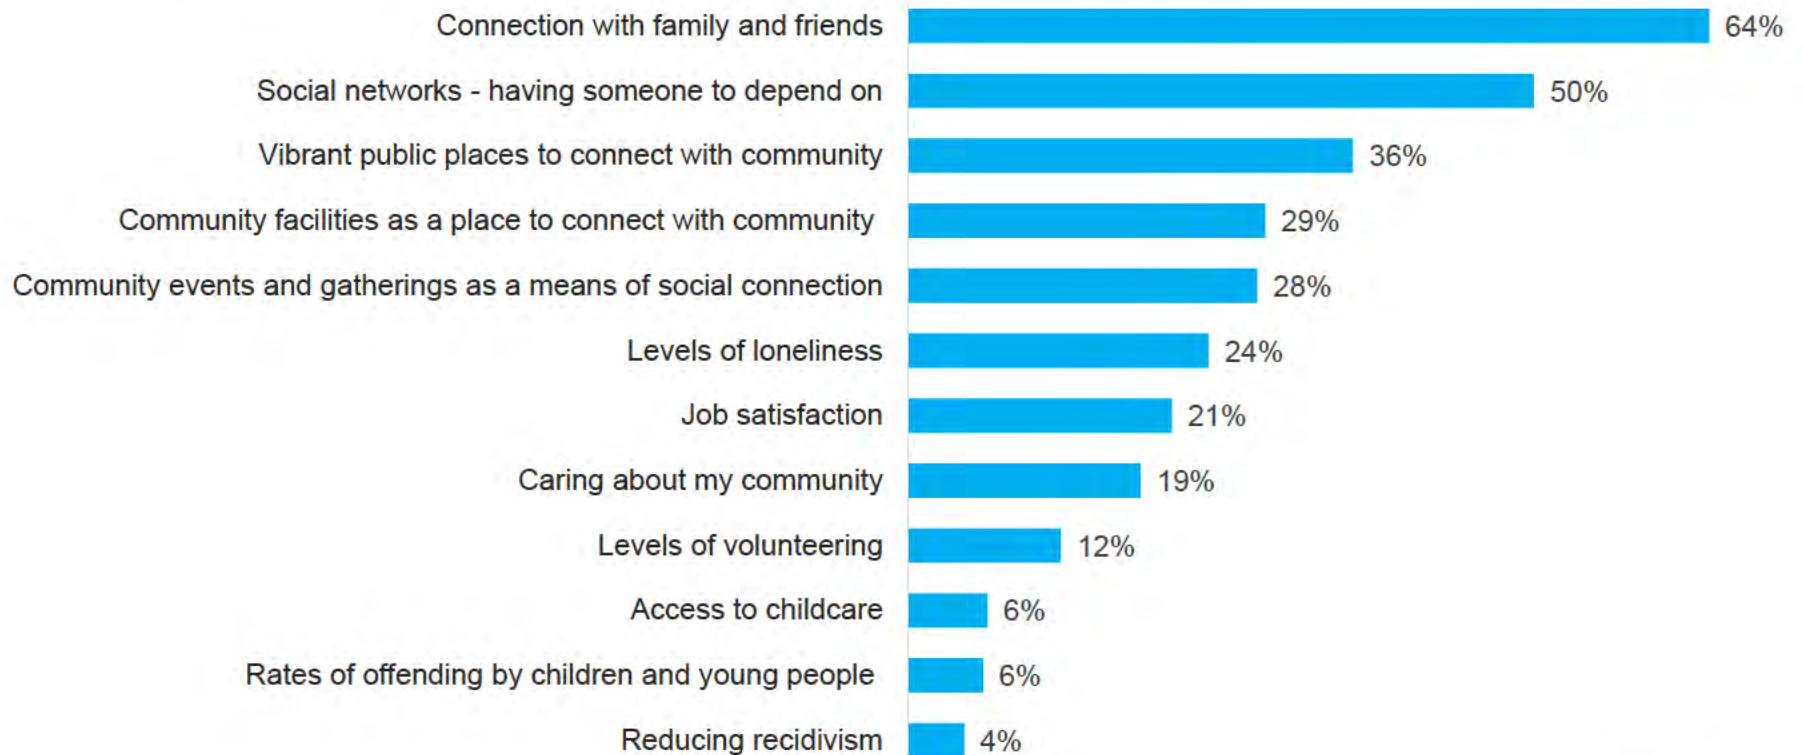 Connection with family and friends 64%
Social networks - having someone to depend on 50%
Vibrant public places to connect with community 36%
Community facilities as a place to connect with community 29%
Community events and gatherings as a means of social connection 28%
Levels of loneliness 24%
Job satisfaction 21%
Caring about my community 19%
Levels of volunteering 12%
Access to childcare 6%
Rates of offending by children and young people 6%
Reducing recidivism 4%